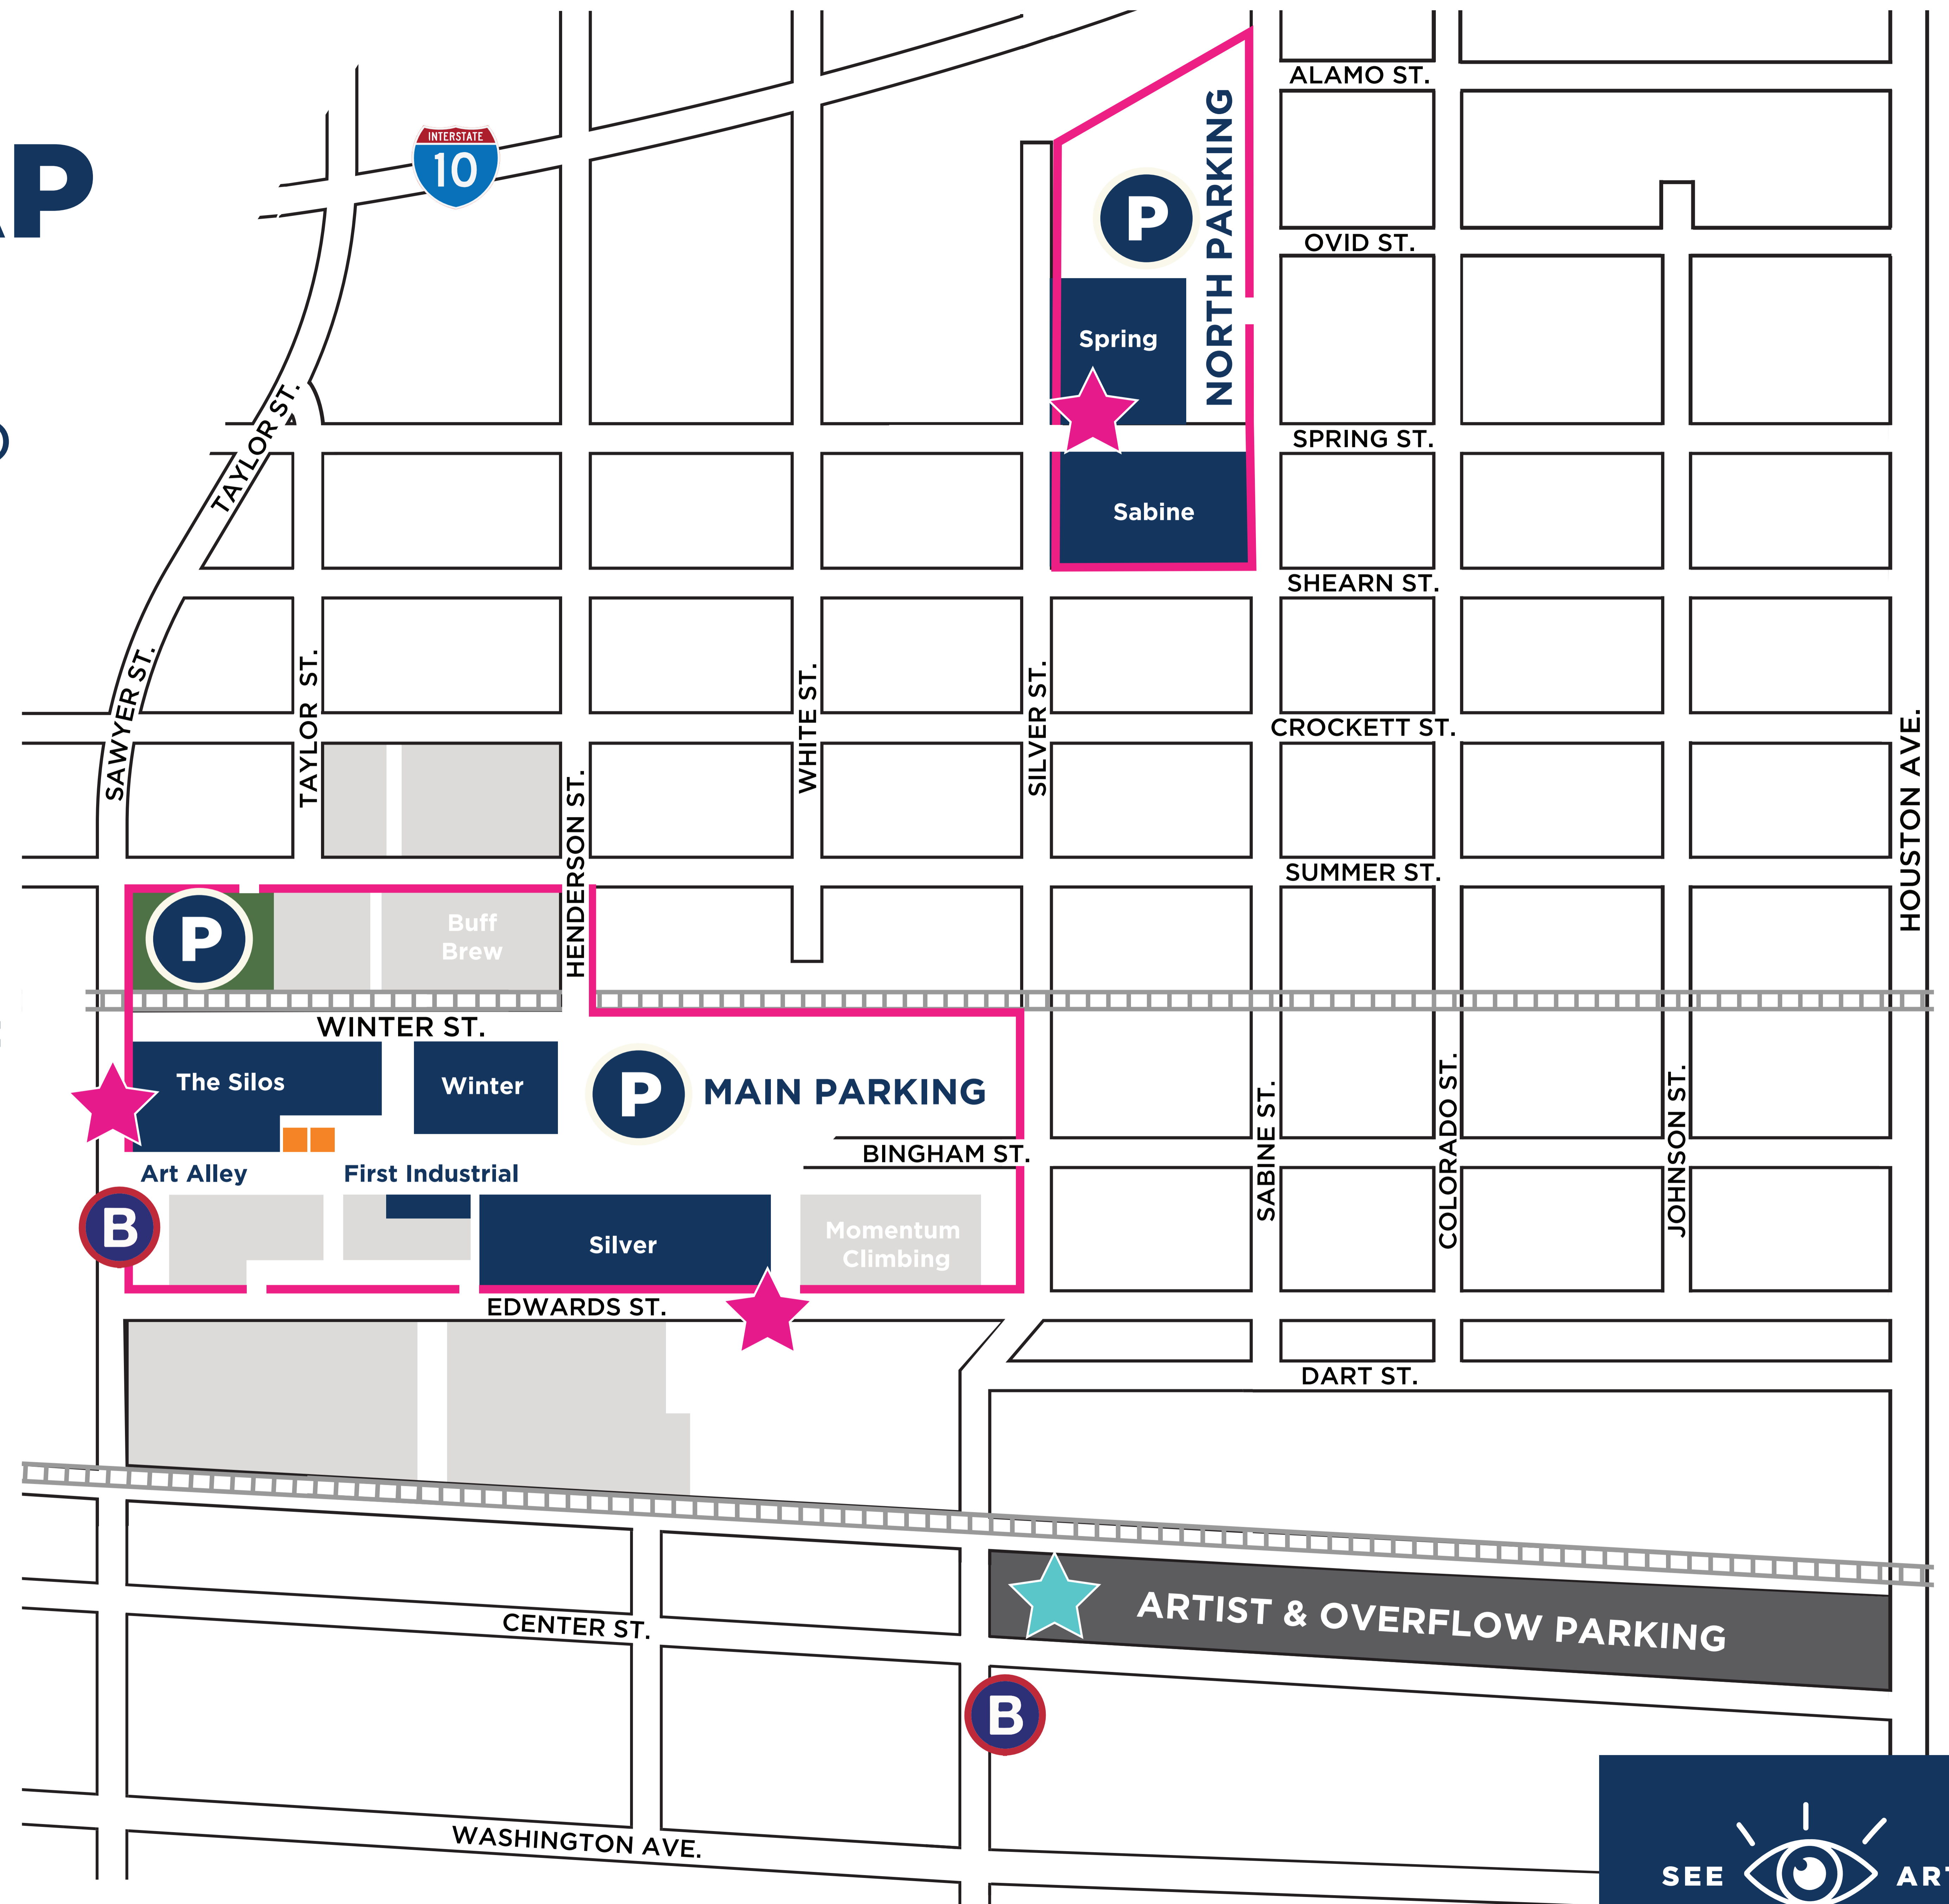 AP
ALAMO ST.
INTERSTATE
10
P
NORTH PARKING
OVID ST.
Spring
TAYLOR ST.
SPRING ST.
Sabine
SHEARN ST.
SAWYER ST.
TAYLOR ST.
WHITE ST.
SILVER ST.
CROCKETT ST.
HOUSTON AVE.
HENDERSON ST.
SUMMER ST.
P
Buff
Brew
WINTER ST.
The Silos
Winter
P
MAIN PARKING
BINGHAM ST.
SABINE ST.
COLORADO ST.
JOHNSON ST.
Art Alley
First Industrial
B
Silver
Momentum
Climbing
EDWARDS ST.
DART ST.
ARTIST & OVERFLOW PARKING
CENTER ST.
B
WASHINGTON AVE.
SEE